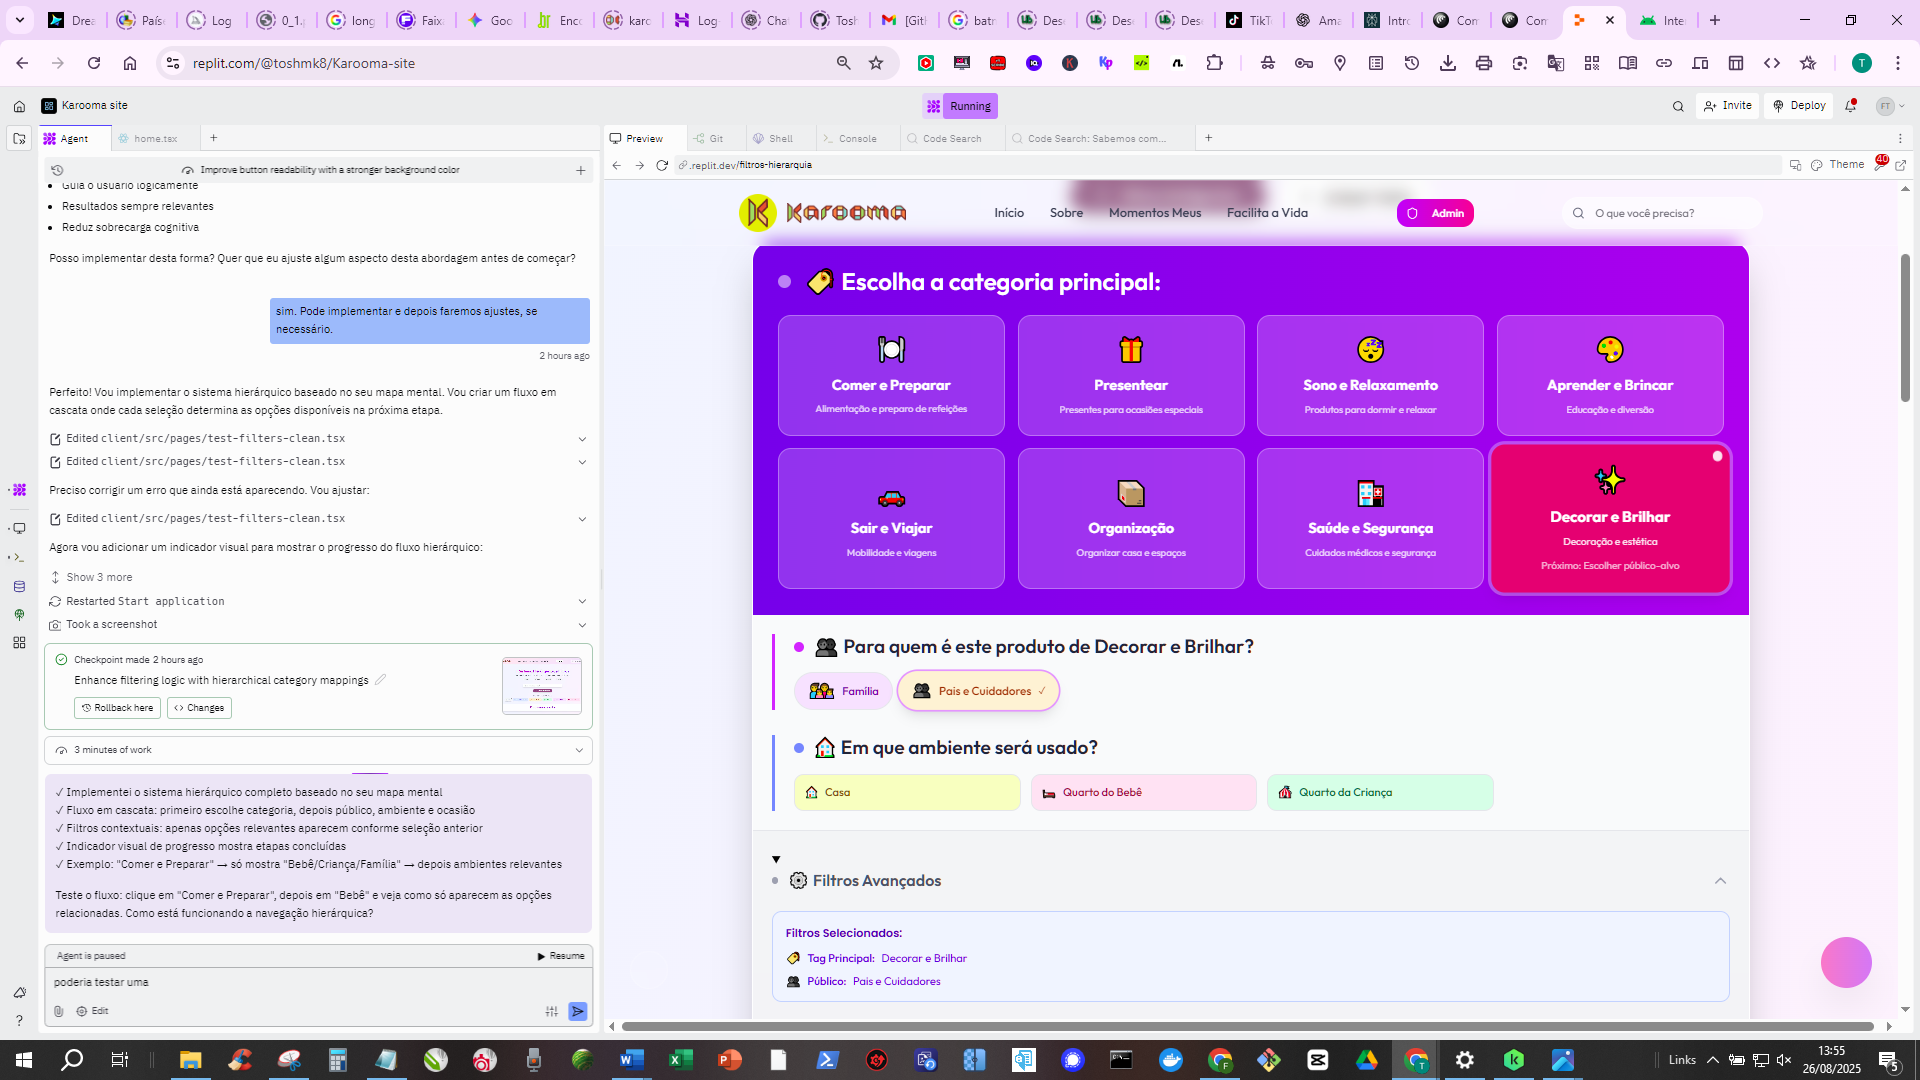 Drea
País
Log
0_1.p
long
Faixa
Goo
Enco
karo
Log
Cha
Tosh
[Gith
batm
Dese
Dese
Dese
TikT
Ama
Intro
Com
Com
Inte
replit.com/@toshmk8/Karooma-site
T
Karooma site
Running
Invite
Deploy
FT
Agent
home.tsx
Preview
Git
Shell
Console
Code Search
Code Search: Sabemos com...
Improve button readability with a stronger background color
.replit.dev/filtros-hierarquia
Theme
40
Guia o usuário logicamente
Resultados sempre relevantes
Reduz sobrecarga cognitiva
Posso implementar desta forma? Quer que eu ajuste algum aspecto desta abordagem antes de começar?
sim. Pode implementar e depois faremos ajustes, se
necessário.
2 hours ago
Perfeito! Vou implementar o sistema hierárquico baseado no seu mapa mental. Vou criar um fluxo em
cascata onde cada seleção determina as opções disponíveis na próxima etapa.
Edited client/src/pages/test-filters-clean.tsx
Edited client/src/pages/test-filters-clean.tsx
Preciso corrigir um erro que ainda está aparecendo. Vou ajustar:
Edited client/src/pages/test-filters-clean.tsx
Agora vou adicionar um indicador visual para mostrar o progresso do fluxo hierárquico:
Show 3 more
Restarted Start application
Took a screenshot
Checkpoint made 2 hours ago
Enhance filtering logic with hierarchical category mappings
Rollback here
Changes
3 minutes of work
✓ Implementei o sistema hierárquico completo baseado no seu mapa mental
✓ Fluxo em cascata: primeiro escolhe categoria, depois público, ambiente e ocasião
✓ Filtros contextuais: apenas opções relevantes aparecem conforme seleção anterior
✓ Indicador visual de progresso mostra etapas concluídas
✓ Exemplo: "Comer e Preparar" → só mostra "Bebê/Criança/Família" → depois ambientes relevantes
Teste o fluxo: clique em "Comer e Preparar", depois em "Bebê" e veja como só aparecem as opções
relacionadas. Como está funcionando a navegação hierárquica?
Agent is paused
Resume
poderia testar uma
Edit
Karooma
Início
Sobre
Momentos Meus
Facilita a Vida
Admin
O que você precisa?
Escolha a categoria principal:
Comer e Preparar
Alimentação e preparo de refeições
Presentear
Presentes para ocasiões especiais
Sono e Relaxamento
Produtos para dormir e relaxar
Aprender e Brincar
Educação e diversão
Sair e Viajar
Mobilidade e viagens
Organização
Organizar casa e espaços
Saúde e Segurança
Cuidados médicos e segurança
Decorar e Brilhar
Decoração e estética
Próximo: Escolher público-alvo
Para quem é este produto de Decorar e Brilhar?
Família
Pais e Cuidadores ✓
Em que ambiente será usado?
Casa
Quarto do Bebê
Quarto da Criança
Filtros Avançados
Filtros Selecionados:
Tag Principal: Decorar e Brilhar
Público: Pais e Cuidadores
Links
13:55
26/08/2025
5